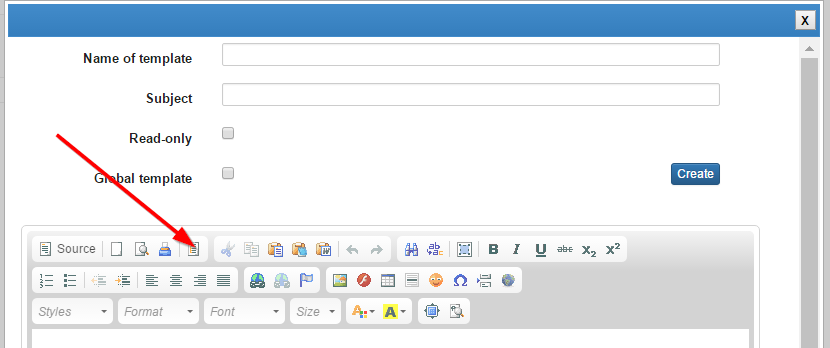 X
Name of template
Subject
Read-only
Global template
Create
Source
B I U abc x₂ x²
Styles Format Font Size A